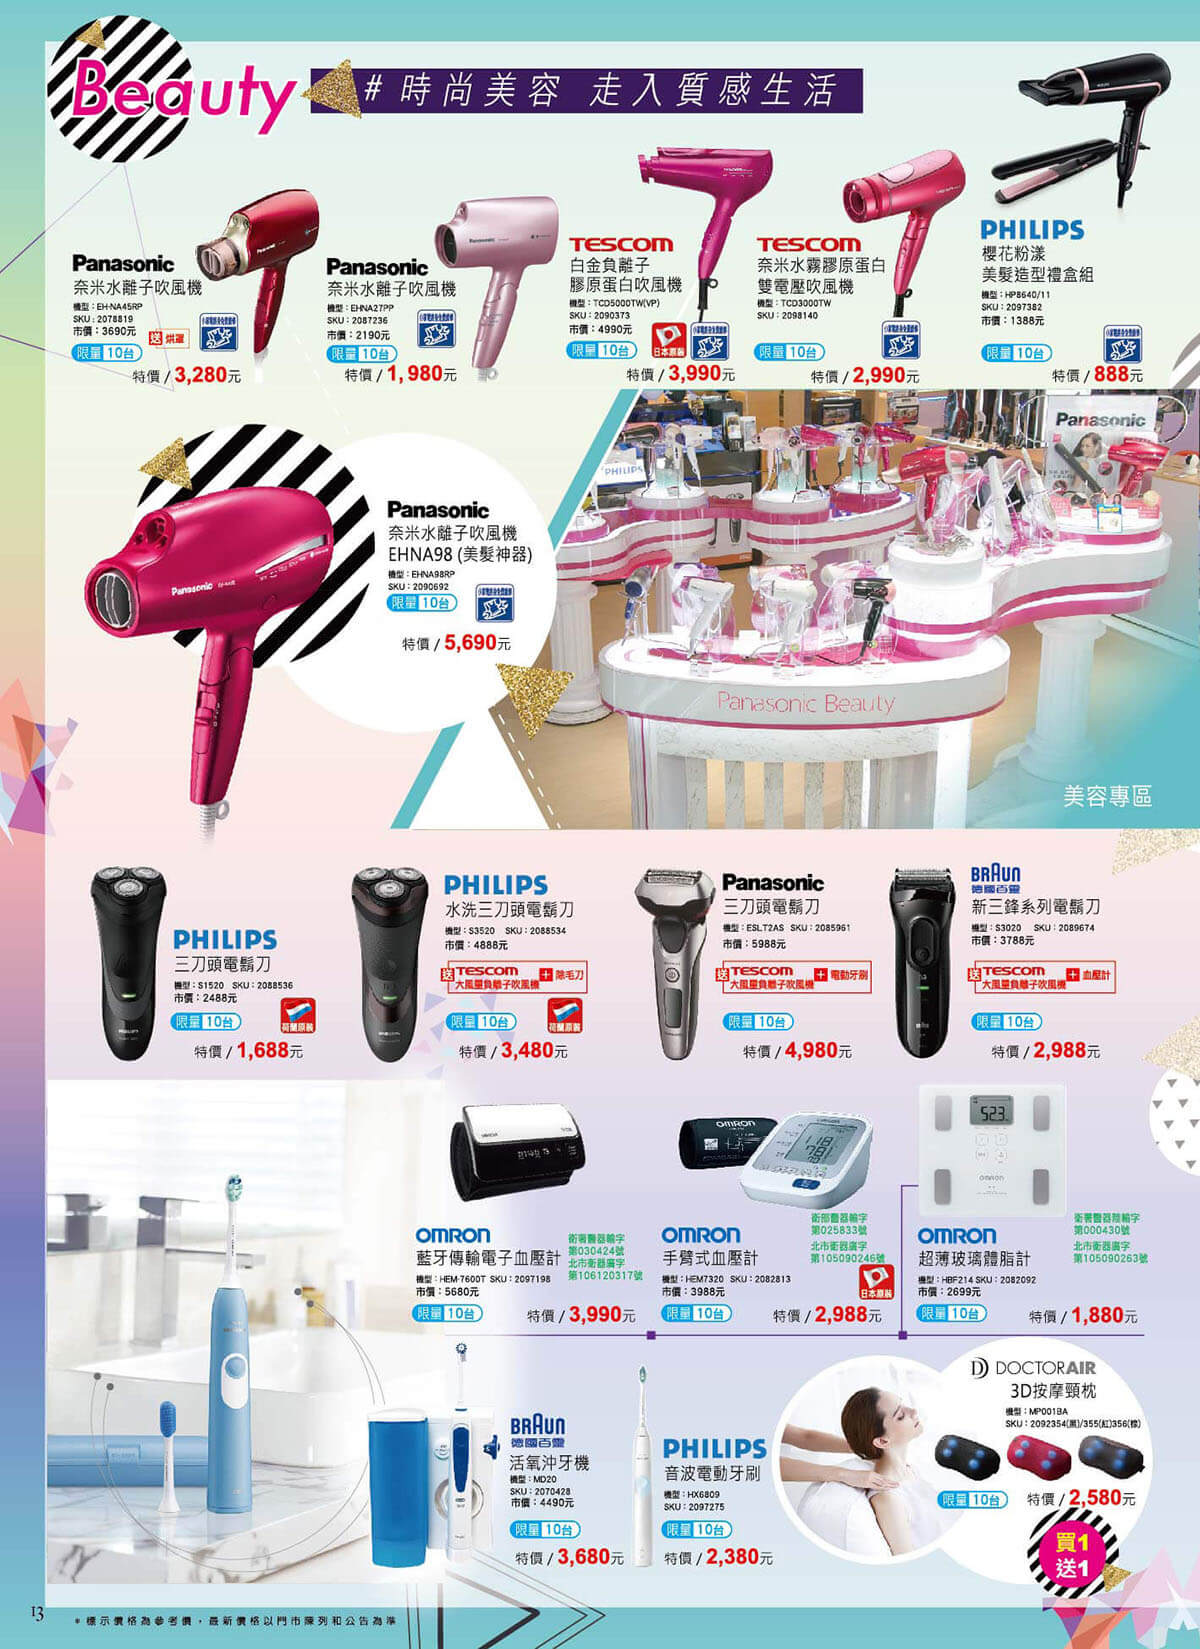 Beauty
#時尚美容 走入質感生活
Panasonic
奈米水離子吹風機
機型：EH-NA45RP
SKU：2078819
市價：3690元
送 烘罩
限量 10台
特價/3,280元
Panasonic
奈米水離子吹風機
機型：EHNA27PP
SKU：2087236
市價：2190元
限量 10台
特價/1,980元
TESCOM
白金負離子
膠原蛋白吹風機
機型：TCD5000TW(VP)
SKU：2090373
市價：4990元
限量 10台
日本原裝
特價/3,990元
TESCOM
奈米水霧膠原蛋白
雙電壓吹風機
機型：TCD3000TW
SKU：2098140
限量 10台
特價/2,990元
PHILIPS
櫻花粉漾
美髮造型禮盒組
機型：HP8640/11
SKU：2097382
市價：1388元
限量 10台
特價/888元
Panasonic
奈米水離子吹風機
EHNA98 (美髮神器)
機型：EHNA98RP
SKU：2090692
限量 10台
特價/5,690元
Panasonic
PHILIPS
Panasonic
Panasonic Beauty
美容專區
PHILIPS
三刀頭電鬍刀
機型：S1520 SKU：2088536
市價：2488元
限量 10台
荷蘭原裝
特價/1,688元
PHILIPS
水洗三刀頭電鬍刀
機型：S3520 SKU：2088534
市價：4888元
送 TESCOM 大風量負離子吹風機 + 除毛刀
限量 10台
荷蘭原裝
特價/3,480元
Panasonic
三刀頭電鬍刀
機型：ESLT2AS SKU：2085961
市價：5988元
送 TESCOM 大風量負離子吹風機 + 電動牙刷
限量 10台
特價/4,980元
BRAUN
德國百靈
新三鋒系列電鬍刀
機型：S3020 SKU：2089674
市價：3788元
送 TESCOM 大風量負離子吹風機 + 血壓計
限量 10台
特價/2,988元
OMRON
藍牙傳輸電子血壓計
機型：HEM-7600T SKU：2097198
市價：5680元
衛署醫器輸字
第030424號
北市衛器廣字
第106120317號
限量 10台
特價/3,990元
OMRON
OMRON
手臂式血壓計
機型：HEM7320 SKU：2082813
市價：3988元
衛部醫器輸字
第025833號
北市衛器廣字
第105090246號
日本原裝
限量 10台
特價/2,988元
52.3
OMRON
OMRON
超薄玻璃體脂計
機型：HBF214 SKU：2082092
市價：2699元
衛署醫器陸輸字
第000430號
北市衛器廣字
第105090263號
限量 10台
特價/1,880元
BRAUN
德國百靈
活氧沖牙機
機型：MD20
SKU：2070428
市價：4490元
限量 10台
特價/3,680元
PHILIPS
音波電動牙刷
機型：HX6809
SKU：2097275
限量 10台
特價/2,380元
DOCTORAIR
3D按摩頸枕
機型：MP001BA
SKU：2092354(黑)/355(紅)356(棕)
限量 10台
特價/2,580元
買1
送1
13
*標示價格為參考價，最新價格以門市陳列和公告為準